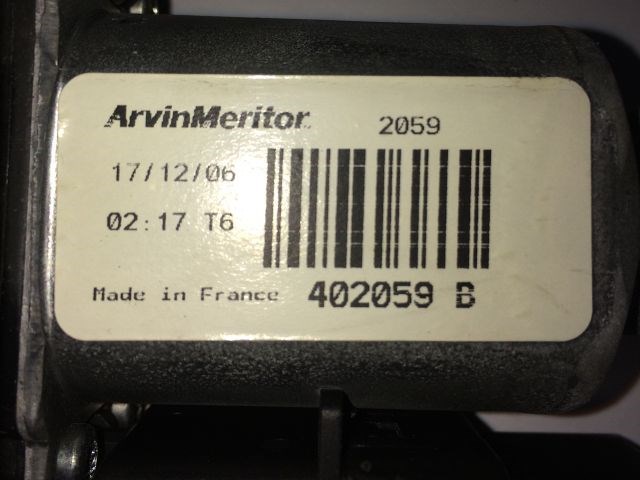 ArvinMeritor 2059
17/12/06
02:17 T6
Made in France 402059 B